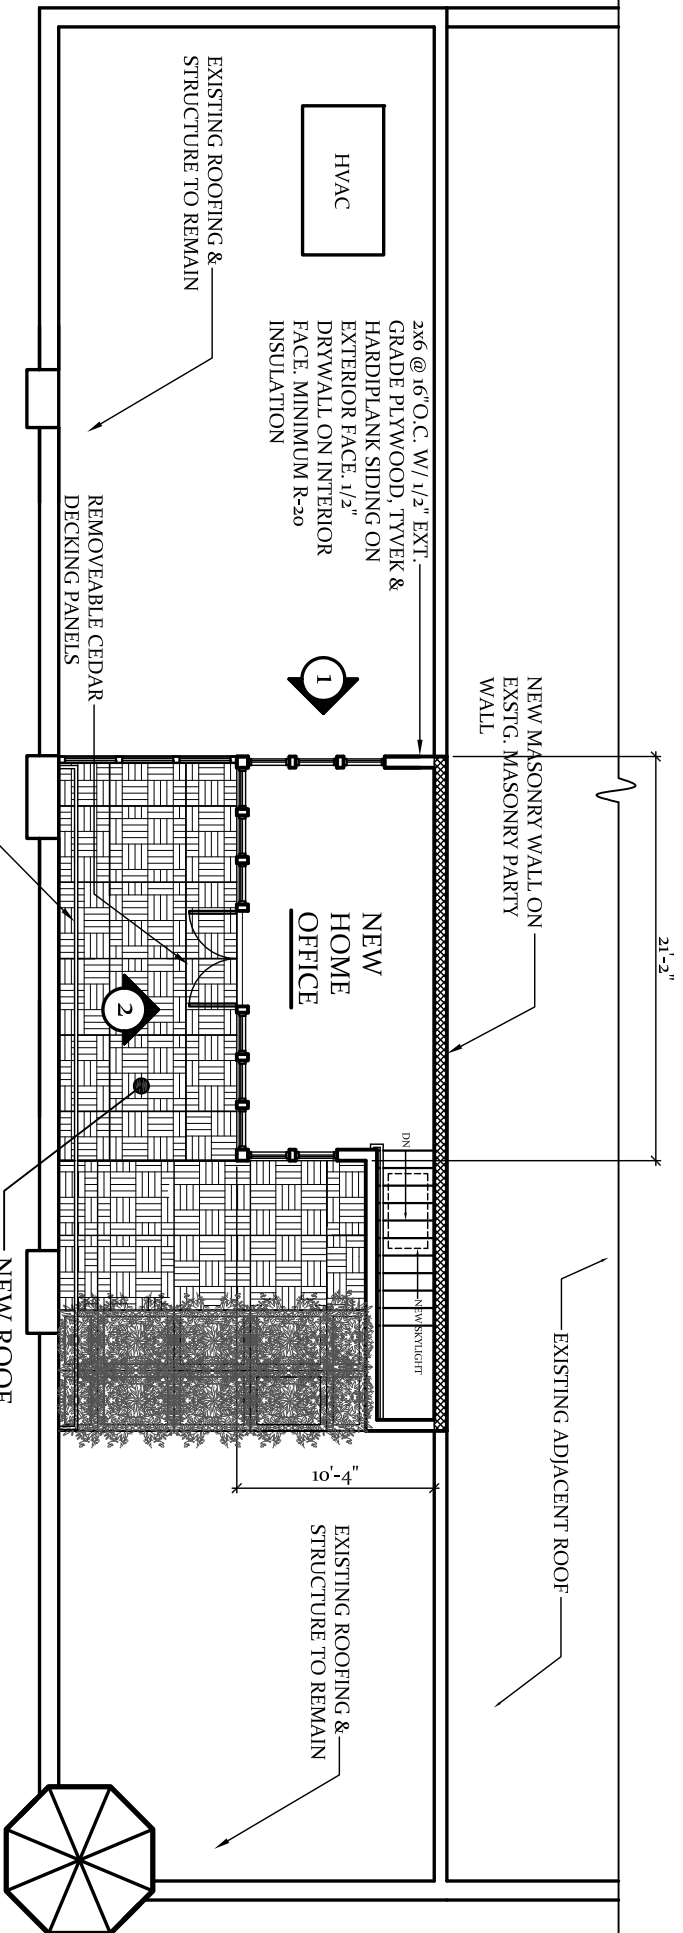 EXISTING ADJACENT ROOF
21'-2"
NEW MASONRY WALL ON
EXSTG. MASONRY PARTY
WALL
2x6 @ 16"O.C. W/ 1/2" EXT.
GRADE PLYWOOD, TYVEK &
HARDIPLANK SIDING ON
EXTERIOR FACE. 1/2"
DRYWALL ON INTERIOR
FACE. MINIMUM R-20
INSULATION
HVAC
EXISTING ROOFING &
STRUCTURE TO REMAIN
1
NEW
HOME
OFFICE
DN
NEW SKYLIGHT
10'-4"
EXISTING ROOFING &
STRUCTURE TO REMAIN
2
REMOVEABLE CEDAR
DECKING PANELS
NEW ROOF